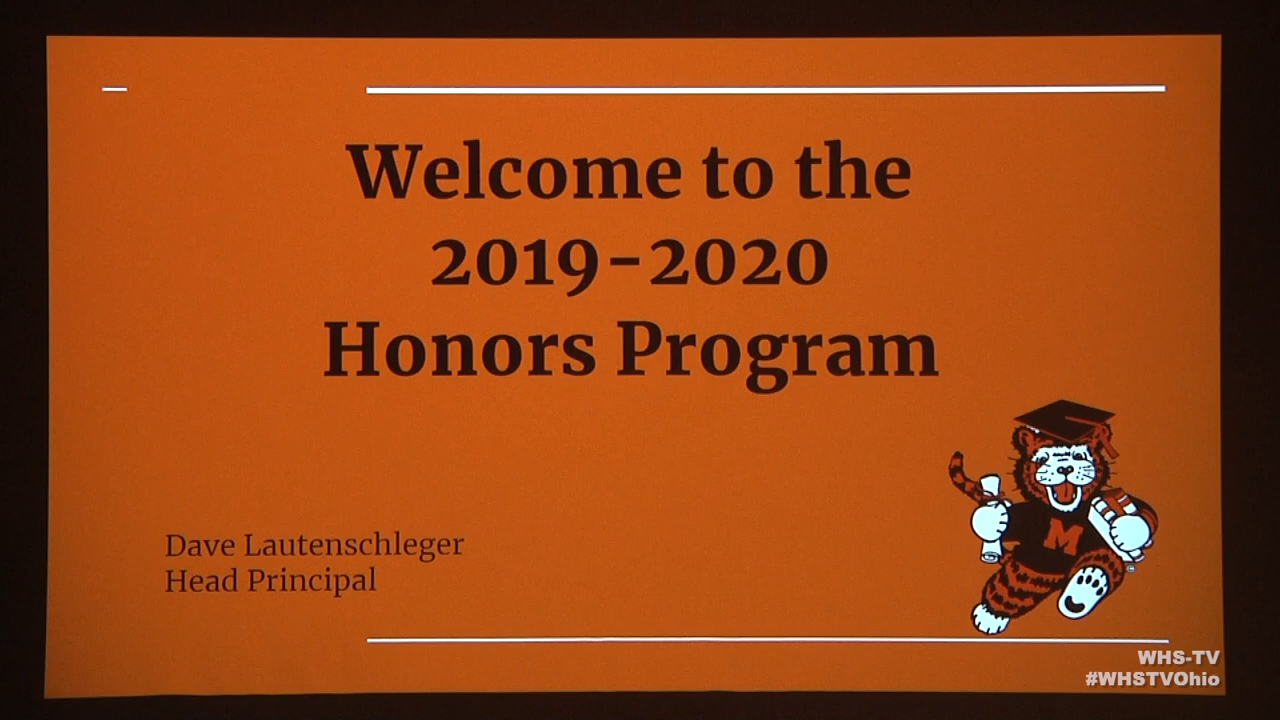 Welcome to the
2019-2020
Honors Program
Dave Lautenschleger
Head Principal
M
WHS-TV
#WHSTVOhio